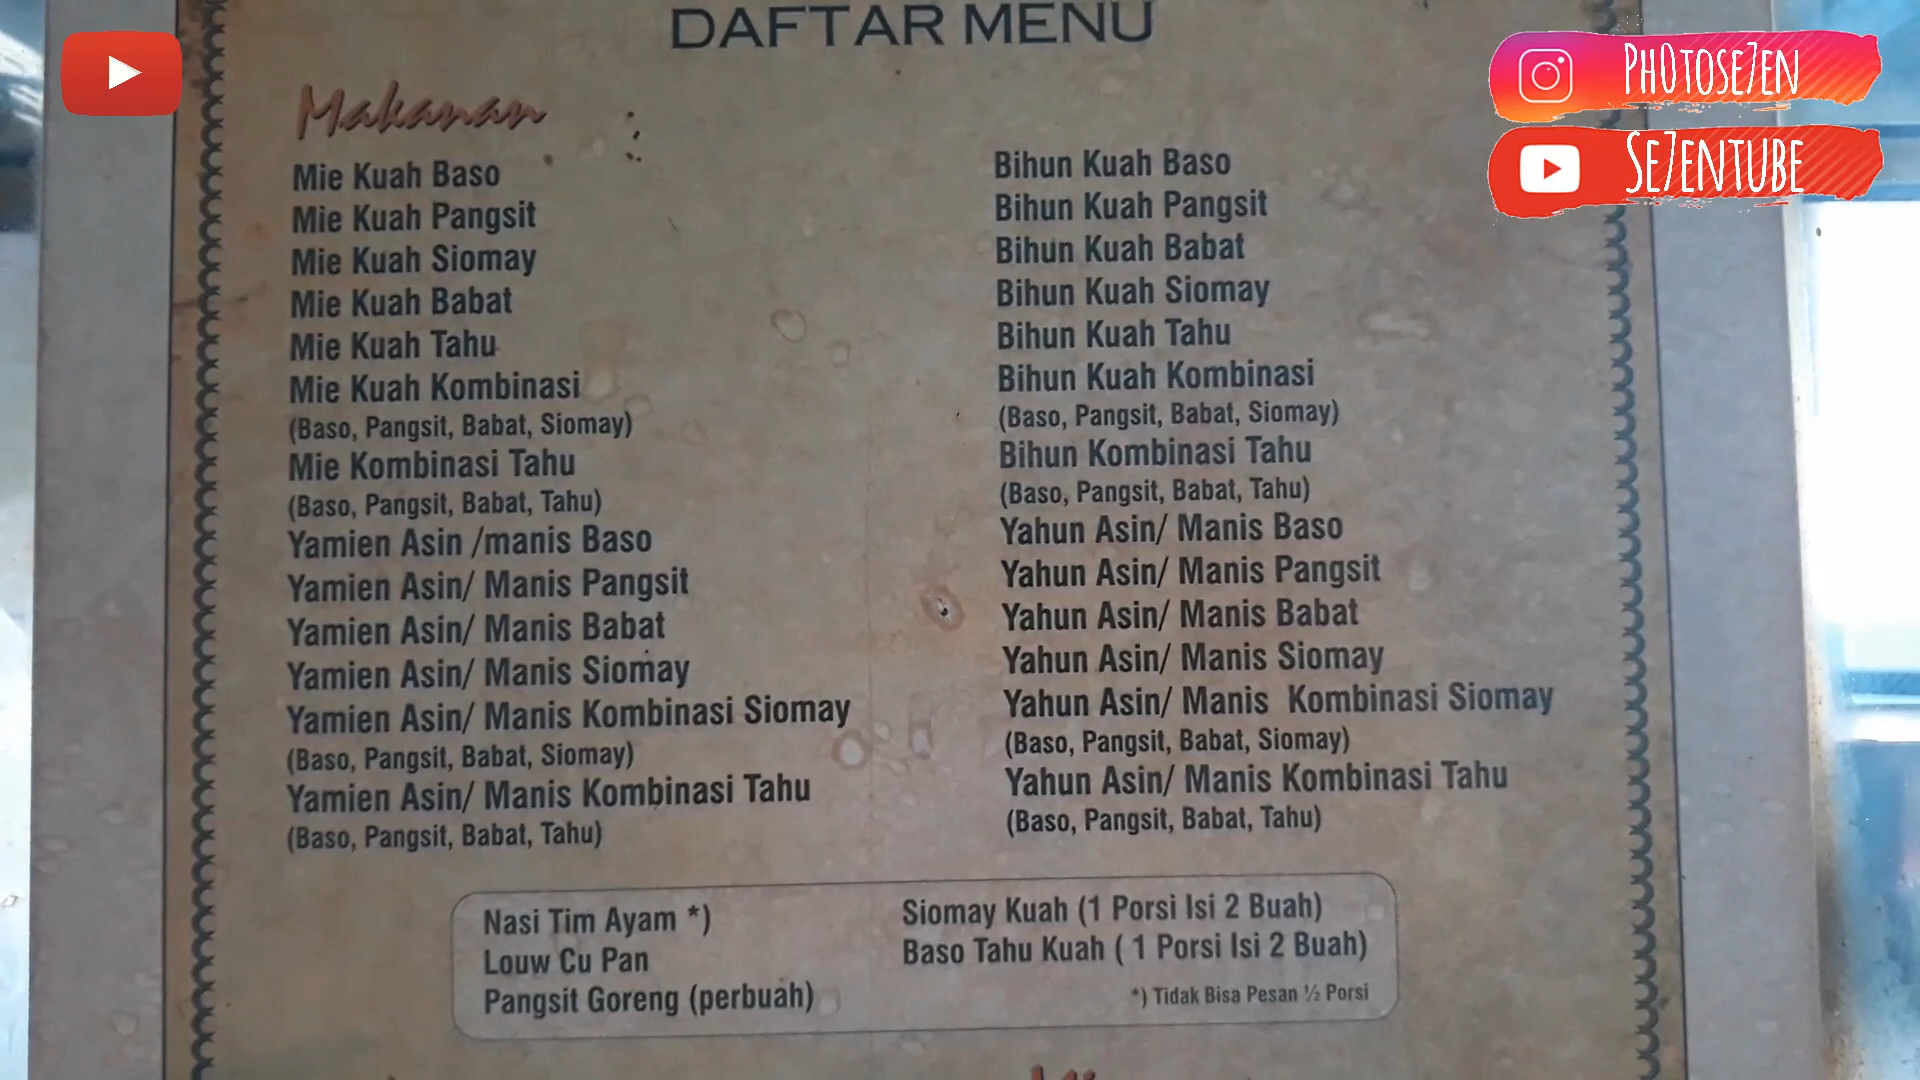 DAFTAR MENU
Ph0tose7en
Se7entube
Makanan
Mie Kuah Baso
Mie Kuah Pangsit
Mie Kuah Siomay
Mie Kuah Babat
Mie Kuah Tahu
Mie Kuah Kombinasi
(Baso, Pangsit, Babat, Siomay)
Mie Kombinasi Tahu
(Baso, Pangsit, Babat, Tahu)
Yamien Asin /manis Baso
Yamien Asin/ Manis Pangsit
Yamien Asin/ Manis Babat
Yamien Asin/ Manis Siomay
Yamien Asin/ Manis Kombinasi Siomay
(Baso, Pangsit, Babat, Siomay)
Yamien Asin/ Manis Kombinasi Tahu
(Baso, Pangsit, Babat, Tahu)
Bihun Kuah Baso
Bihun Kuah Pangsit
Bihun Kuah Babat
Bihun Kuah Siomay
Bihun Kuah Tahu
Bihun Kuah Kombinasi
(Baso, Pangsit, Babat, Siomay)
Bihun Kombinasi Tahu
(Baso, Pangsit, Babat, Tahu)
Yahun Asin/ Manis Baso
Yahun Asin/ Manis Pangsit
Yahun Asin/ Manis Babat
Yahun Asin/ Manis Siomay
Yahun Asin/ Manis Kombinasi Siomay
(Baso, Pangsit, Babat, Siomay)
Yahun Asin/ Manis Kombinasi Tahu
(Baso, Pangsit, Babat, Tahu)
Nasi Tim Ayam *)
Louw Cu Pan
Pangsit Goreng (perbuah)
Siomay Kuah (1 Porsi Isi 2 Buah)
Baso Tahu Kuah ( 1 Porsi Isi 2 Buah)
*) Tidak Bisa Pesan ½ Porsi